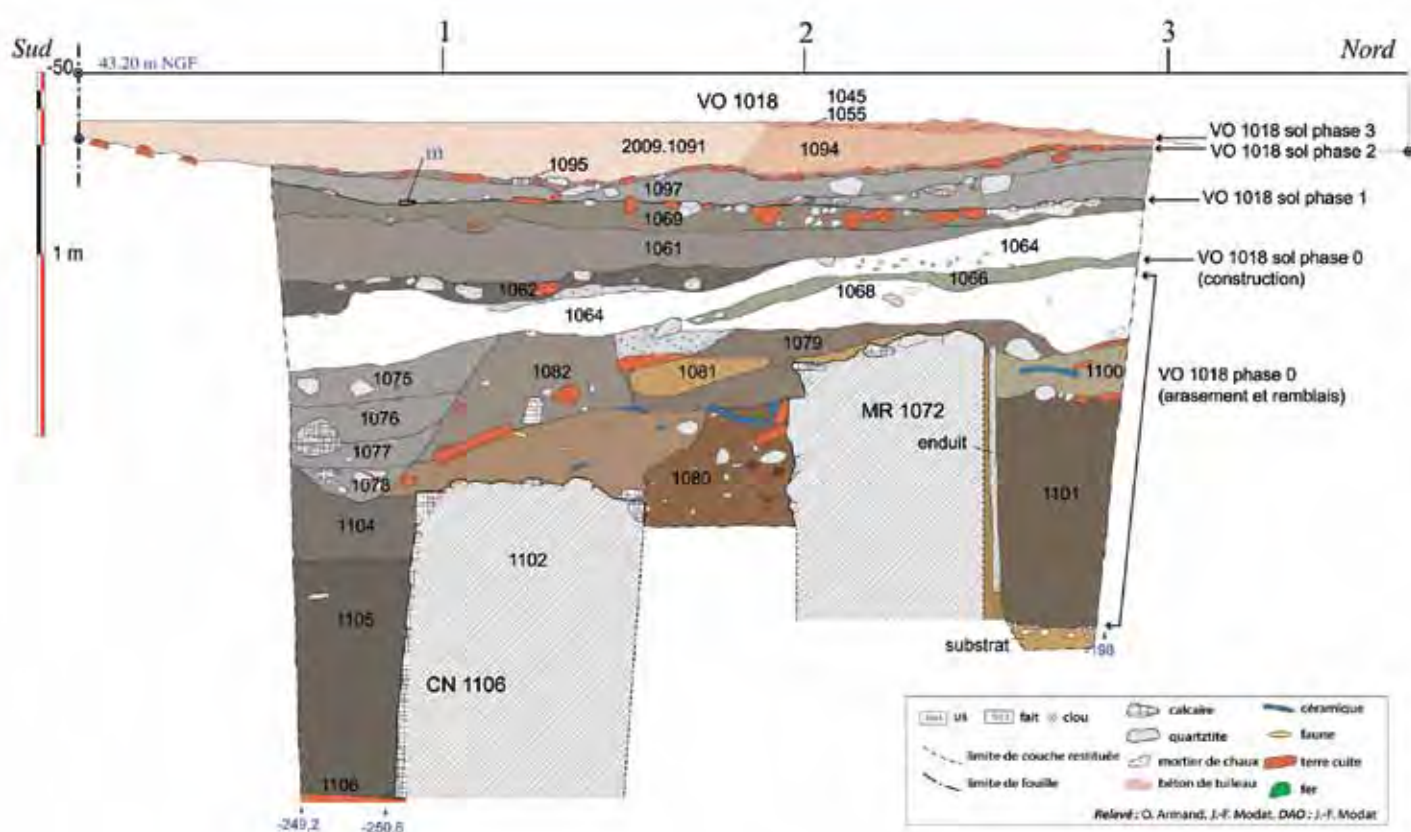 1 2 3
Sud Nord
-50 43.20 m NGF
VO 1018 1045
1055
VO 1018 sol phase 3
2009.1091 1094
VO 1018 sol phase 2
m 1095
1097
VO 1018 sol phase 1
1069
1061 1064
1 m
VO 1018 sol phase 0
(construction)
1066
1062 1068
1064
1079
1075 1082 1081 1100
VO 1018 phase 0
(arasement et remblais)
1076 MR 1072
1077 enduit
1078 1080 1101
1104
1102
1105
substrat
-198
CN 1106
1106
-249,2 -250,8
us fait clou calcaire céramique
quartztite faune
limite de couche restituée mortier de chaux terre cuite
limite de fouille béton de tuileau fer
Relevé : O. Armand, J.-F. Modat, DAO : J.-F. Modat